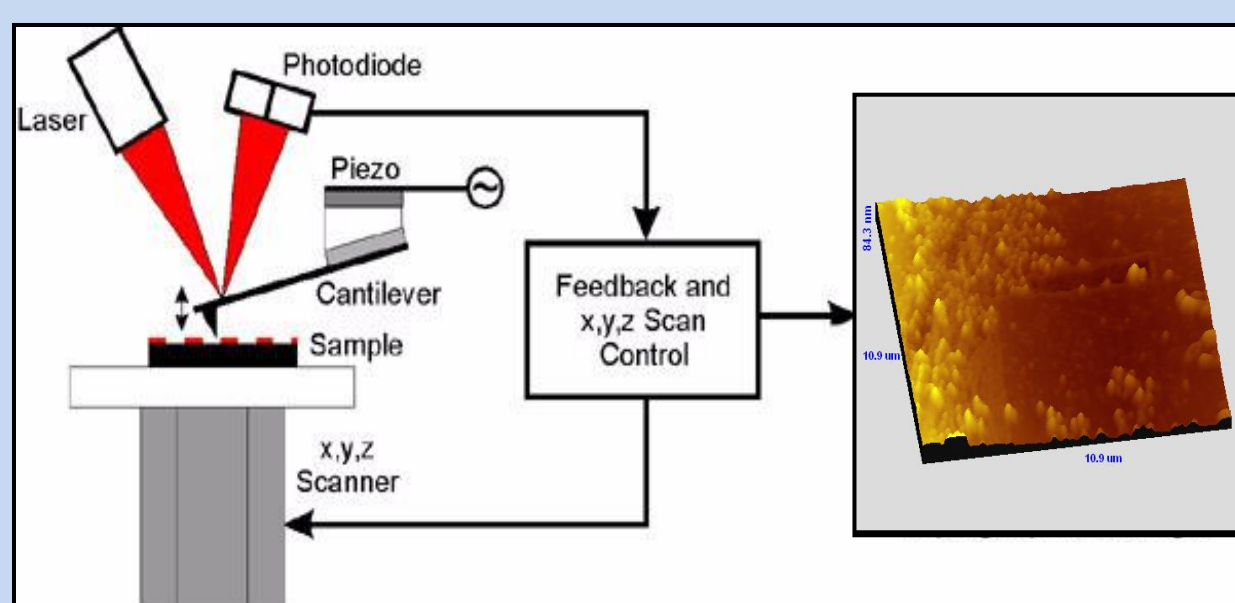 Photodiode
Laser
Piezo
Cantilever
Sample
Feedback and
x,y,z Scan
Control
x,y,z
Scanner
84.3 nm
10.9 um
10.9 um